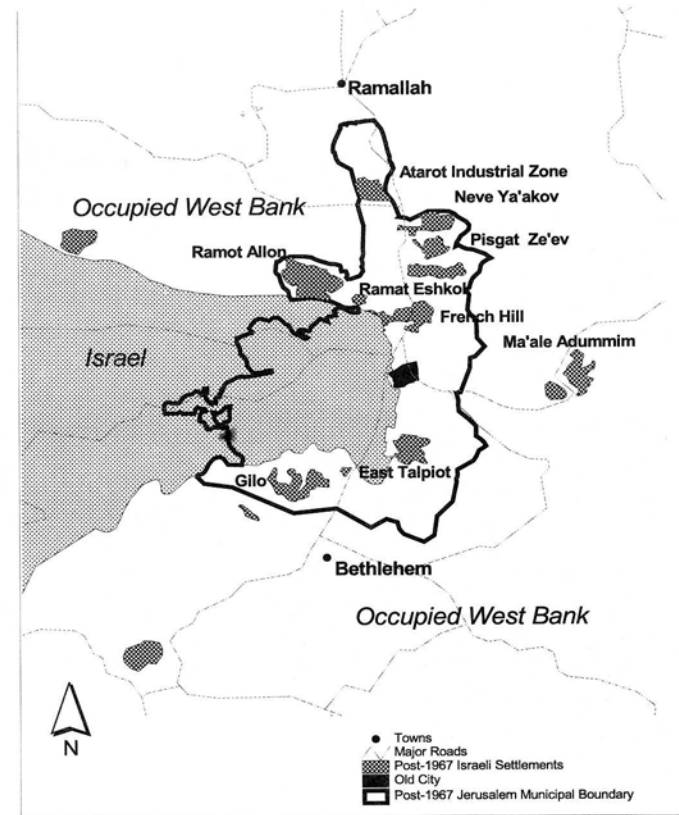 Ramallah
Atarot Industrial Zone
Neve Ya'akov
Occupied West Bank
Pisgat Ze'ev
Ramot Allon
Ramat Eshkol
French Hill
Ma'ale Adummim
Israel
East Talpiot
Gilo
Bethlehem
Occupied West Bank
N
Towns
Major Roads
Post-1967 Israeli Settlements
Old City
Post-1967 Jerusalem Municipal Boundary